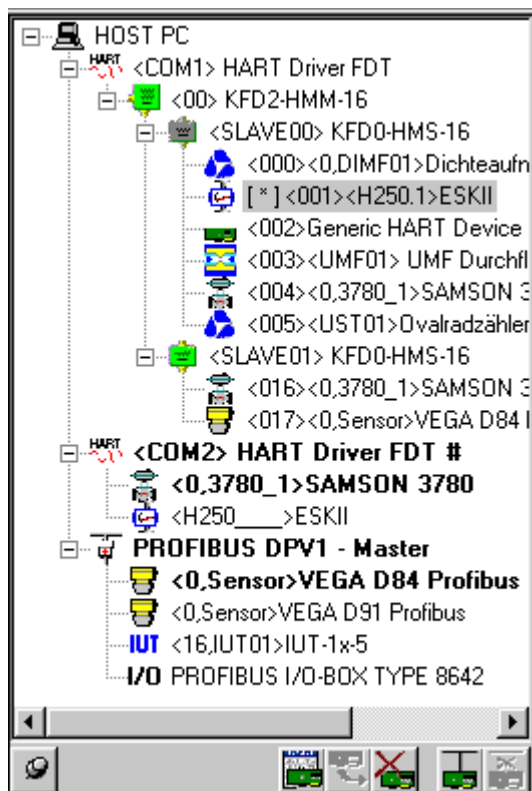 HOST PC
HART <COM1> HART Driver FDT
<00> KFD2-HMM-16
<SLAVE00> KFD0-HMS-16
<000><0,DIMF01>Dichteaufn
[ * ] <001><H250.1>ESKII
<002>Generic HART Device
<003><UMF01> UMF Durchfl
<004><0,3780_1>SAMSON 3
<005><UST01>Ovalradzähler
<SLAVE01> KFD0-HMS-16
<016><0,3780_1>SAMSON 3
<017><0,Sensor>VEGA D84 I
HART <COM2> HART Driver FDT #
<0,3780_1>SAMSON 3780
<H250____>ESKII
PROFIBUS DPV1 - Master
<0,Sensor>VEGA D84 Profibus
<0,Sensor>VEGA D91 Profibus
IUT <16,IUT01>IUT-1x-5
I/O PROFIBUS I/O-BOX TYPE 8642